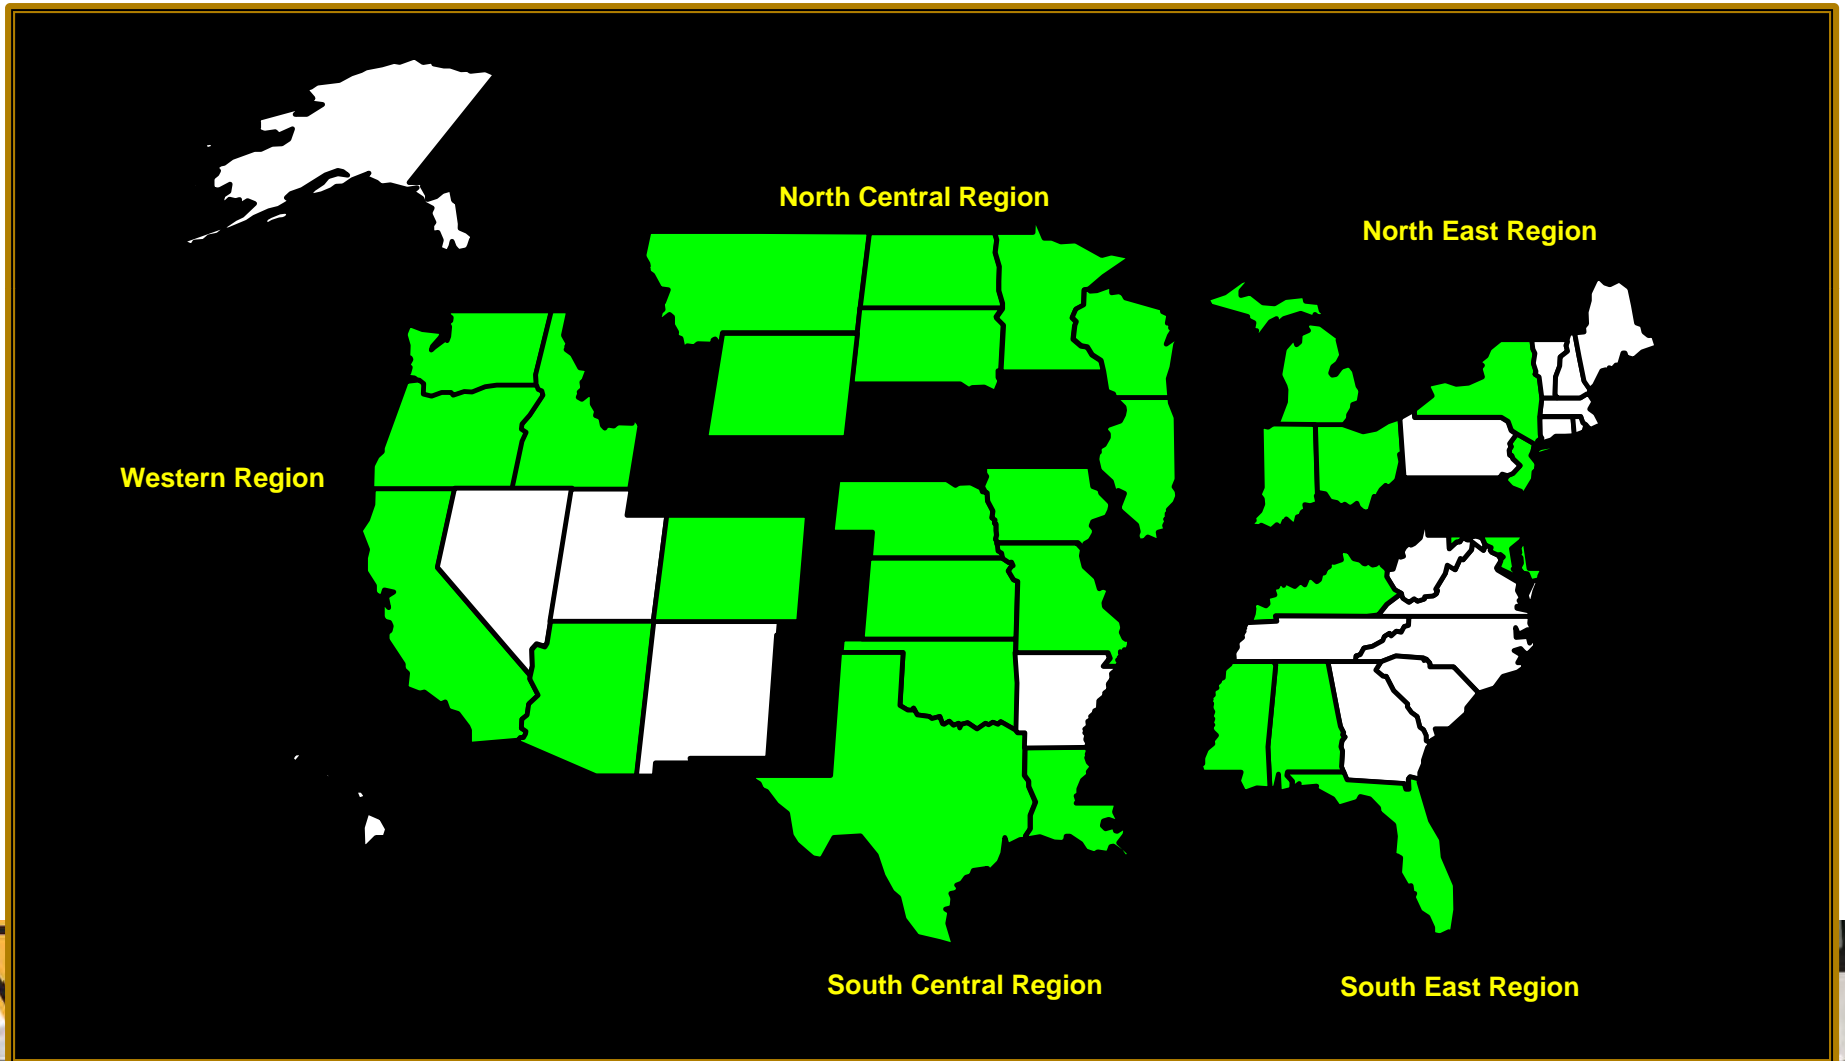 North Central Region
North East Region
Western Region
South Central Region
South East Region